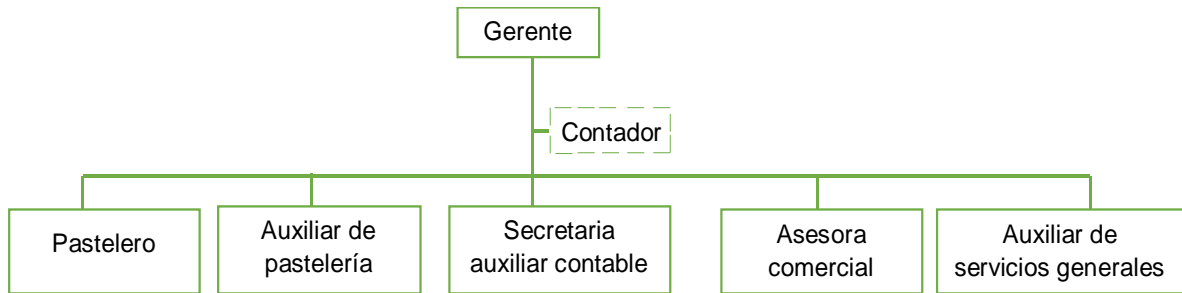 Gerente
Contador
Pastelero
Auxiliar de
pastelería
Secretaria
auxiliar contable
Asesora
comercial
Auxiliar de
servicios generales